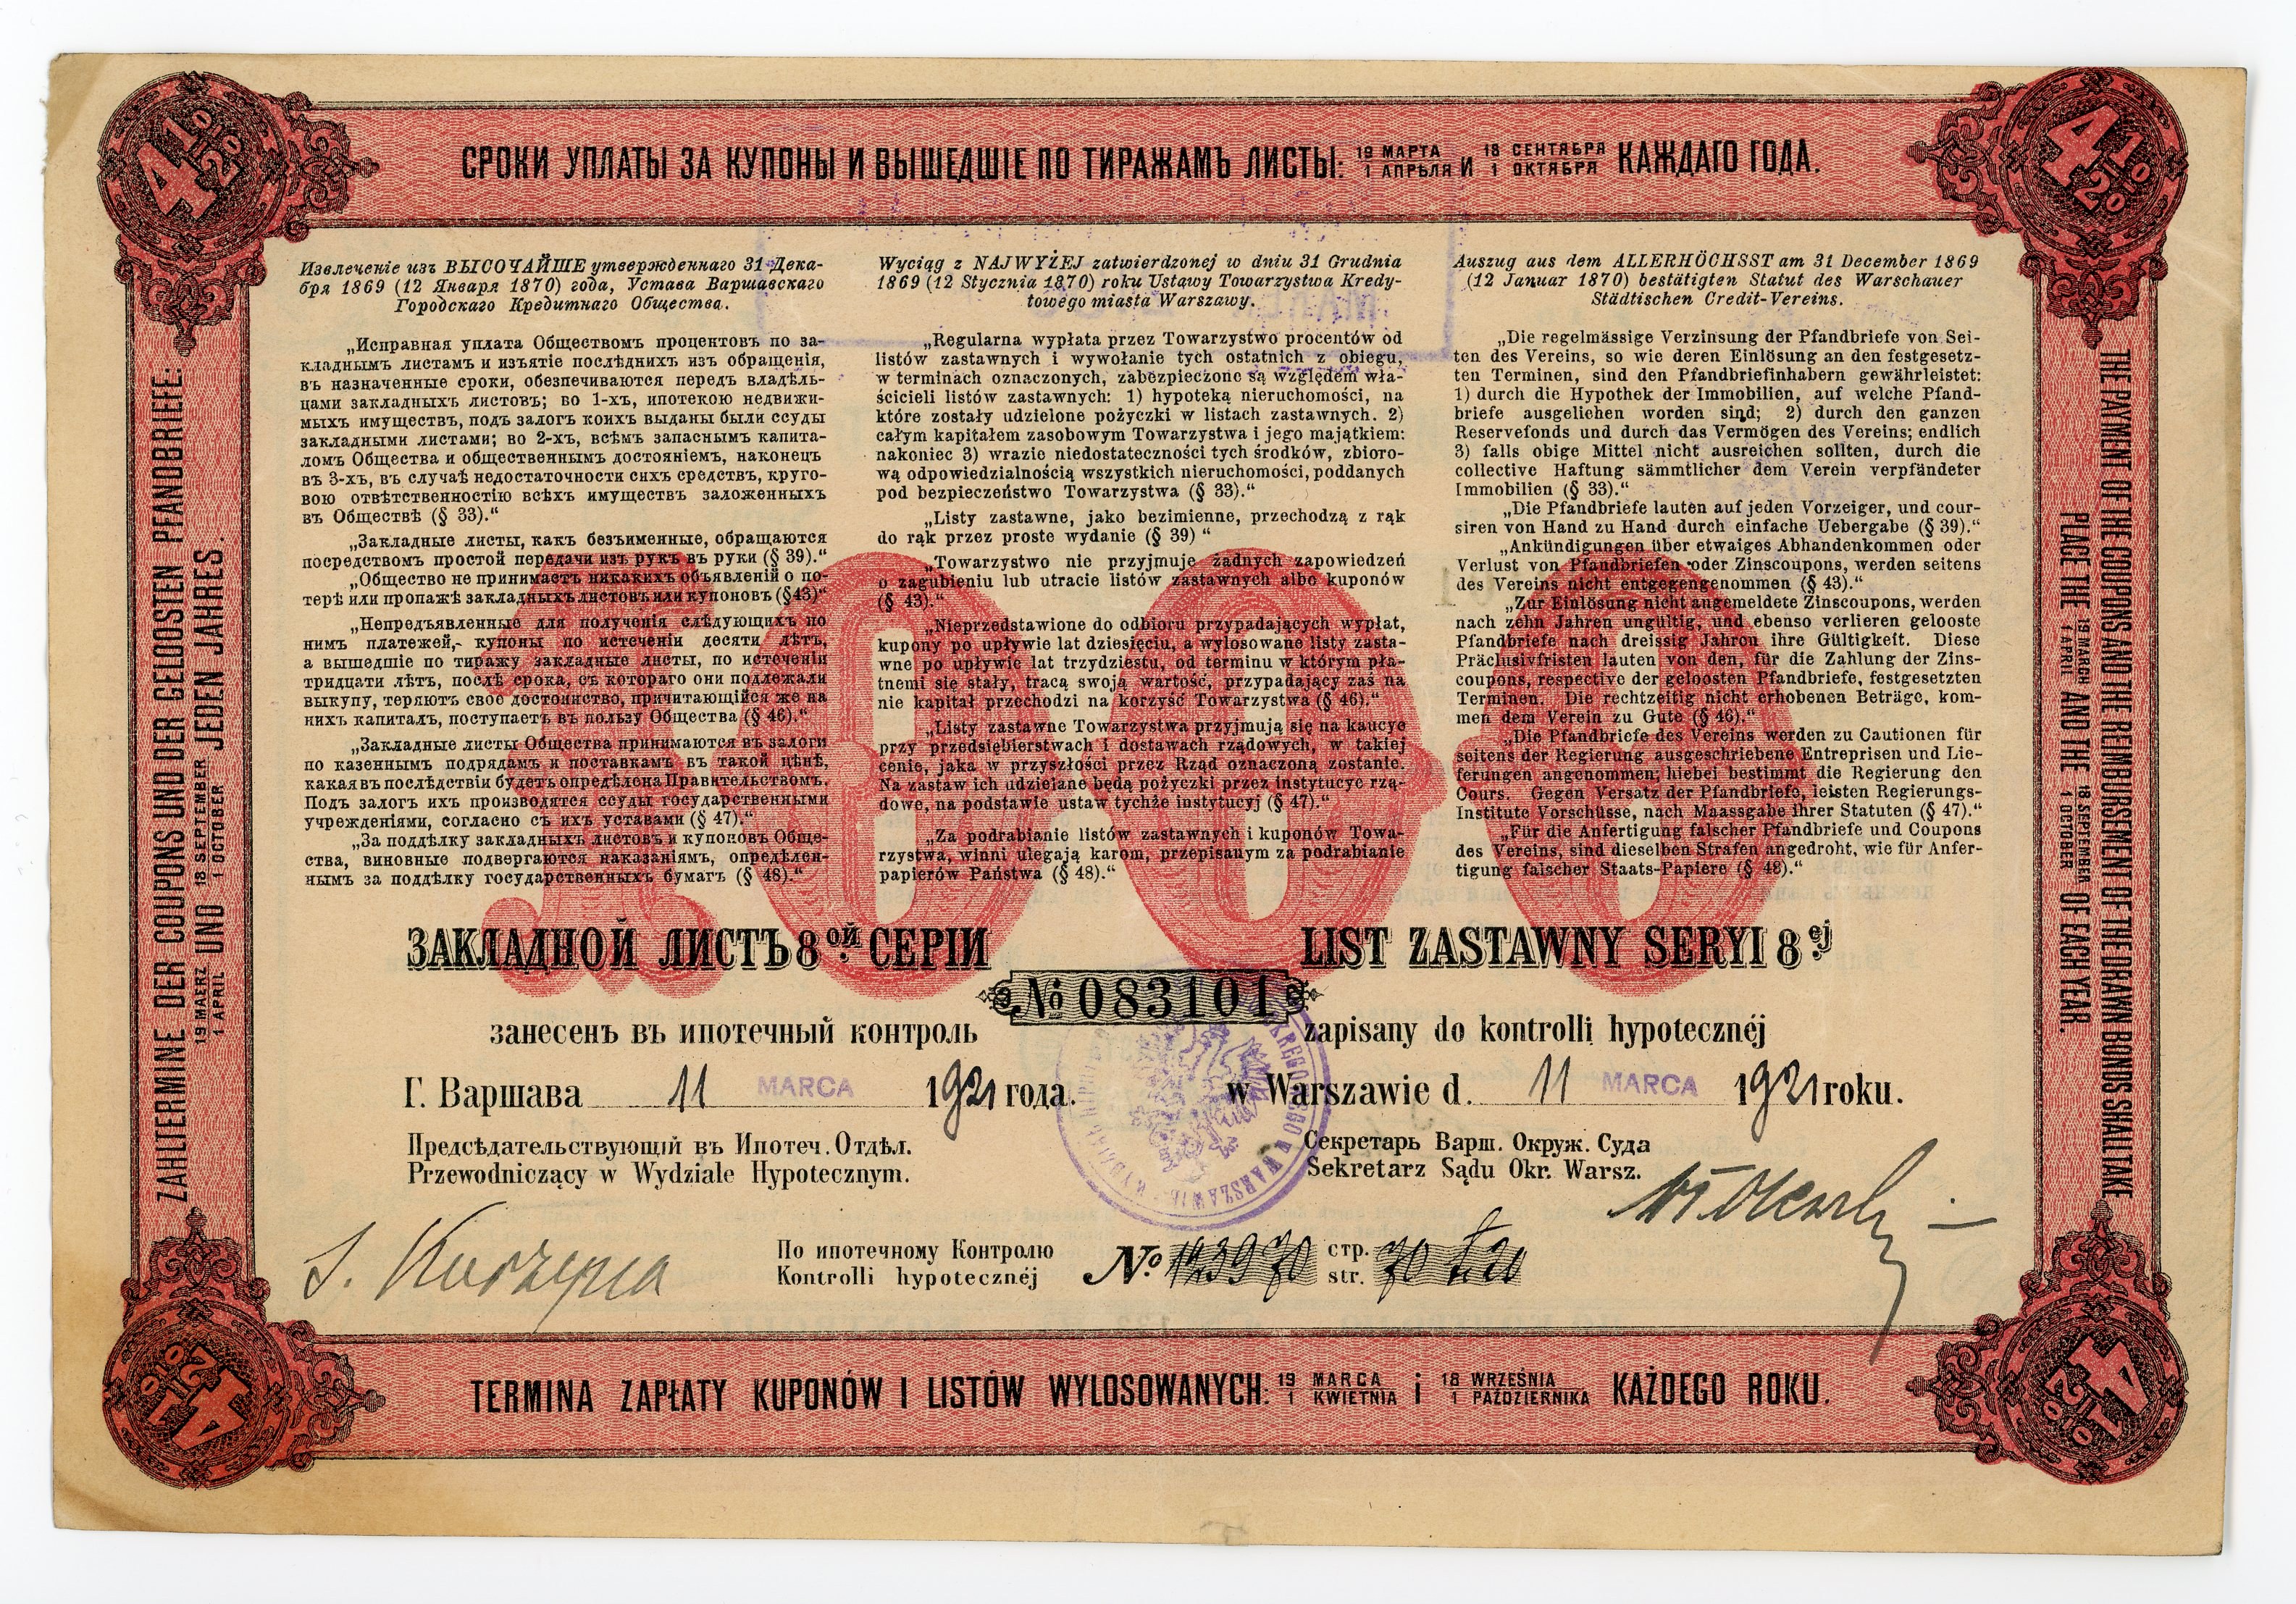 СРОКИ УПЛАТЫ ЗА КУПОНЫ И ВЫШЕДШІЕ ПО ТИРАЖАМЪ ЛИСТЫ: 19 МАРТА / 1 АПРѢЛЯ И 18 СЕНТЯБРЯ / 1 ОКТЯБРЯ КАЖДАГО ГОДА.
4 1/2 %
4 1/2 %
ZAHLTERMINE DER COUPONS UND DER GELOOSTEN PFANDBRIEFE:
19 MAERZ / 1 APRIL UND 18 SEPTEMBER / 1 OCTOBER JEDEN JAHRES.
Извлеченіе изъ ВЫСОЧАЙШЕ утвержденнаго 31 Дека-
бря 1869 (12 Января 1870) года, Устава Варшавскаго
Городскаго Кредитнаго Общества.
„Исправная уплата Обществомъ процентовъ по за-
кладнымъ листамъ и изъятіе послѣднихъ изъ обращенія,
въ назначенные сроки, обезпечиваются передъ владѣль-
цами закладныхъ листовъ; во 1-хъ, ипотекою недвижи-
мыхъ имуществъ, подъ залогъ коихъ выданы были ссуды
закладными листами; во 2-хъ, всѣмъ запаснымъ капита-
ломъ Общества и общественнымъ достояніемъ, наконецъ
въ 3-хъ, въ случаѣ недостаточности сихъ средствъ, круго-
вою отвѣтственностію всѣхъ имуществъ заложенныхъ
въ Обществѣ (§ 33).“
„Закладные листы, какъ безъименные, обращаются
посредствомъ простой передачи изъ рукъ въ руки (§ 39).“
„Общество не принимаетъ никакихъ объявленій о по-
терѣ или пропажѣ закладныхъ листовъ или купоновъ (§43)“
„Непредъявленные для полученія слѣдующихъ по
нимъ платежей, купоны по истеченіи десяти лѣтъ,
а вышедшіе по тиражу закладные листы, по истеченіи
тридцати лѣтъ, послѣ срока, съ котораго они подлежали
выкупу, теряютъ свое достоинство, причитающійся же на
нихъ капиталъ, поступаетъ въ пользу Общества (§ 46).“
„Закладные листы Общества принимаются въ залоги
по казеннымъ подрядамъ и поставкамъ въ такой цѣнѣ,
какая въ послѣдствіи будетъ опредѣлена Правительствомъ.
Подъ залогъ ихъ производятся ссуды государственными
учрежденіями, согласно съ ихъ уставами (§ 47).“
„За поддѣлку закладныхъ листовъ и купоновъ Обще-
ства, виновные подвергаются наказаніямъ, опредѣлен-
нымъ за поддѣлку государственныхъ бумагъ (§ 48).“
Wyciąg z NAJWYŻEJ zatwierdzonej w dniu 31 Grudnia
1869 (12 Stycznia 1870) roku Ustawy Towarzystwa Kredy-
towego miasta Warszawy.
„Regularna wypłata przez Towarzystwo procentów od
listów zastawnych i wywołanie tych ostatnich z obiegu,
w terminach oznaczonych, zabezpieczone są względem wła-
ścicieli listów zastawnych: 1) hypoteką nieruchomości, na
które zostały udzielone pożyczki w listach zastawnych. 2)
całym kapitałem zasobowym Towarzystwa i jego majątkiem:
nakoniec 3) wrazie niedostateczności tych środków, zbioro-
wą odpowiedzialnością wszystkich nieruchomości, poddanych
pod bezpieczeństwo Towarzystwa (§ 33).“
„Listy zastawne, jako bezimienne, przechodzą z rąk
do rąk przez proste wydanie (§ 39) “
„Towarzystwo nie przyjmuje żadnych zapowiedzeń
o zagubieniu lub utracie listów zastawnych albo kuponów
(§ 43).“
„Nieprzedstawione do odbioru przypadających wypłat,
kupony po upływie lat dziesięciu, a wylosowane listy zasta-
wne po upływie lat trzydziestu, od terminu w którym pła-
tnemi się stały, tracą swoją wartość, przypadający zaś na
nie kapitał przechodzi na korzyść Towarzystwa (§ 46).“
„Listy zastawne Towarzystwa przyjmują się na kaucye
przy przedsiębierstwach i dostawach rządowych, w takiej
cenie, jaka w przyszłości przez Rząd oznaczoną zostanie.
Na zastaw ich udzielane będą pożyczki przez instytucye rzą-
dowe, na podstawie ustaw tychże instytucyj (§ 47).“
„Za podrabianie listów zastawnych i kuponów Towa-
rzystwa, winni ulegają karom, przepisanym za podrabianie
papierów Państwa (§ 48).“
Auszug aus dem ALLERHÖCHSST am 31 December 1869
(12 Januar 1870) bestätigten Statut des Warschauer
Städtischen Credit-Vereins.
„Die regelmässige Verzinsung der Pfandbriefe von Sei-
ten des Vereins, so wie deren Einlösung an den festgesetz-
ten Terminen, sind den Pfandbriefinhabern gewährleistet:
1) durch die Hypothek der Immobilien, auf welche Pfand-
briefe ausgeliehen worden sind; 2) durch den ganzen
Reservefonds und durch das Vermögen des Vereins; endlich
3) falls obige Mittel nicht ausreichen sollten, durch die
collective Haftung sämmtlicher dem Verein verpfändeter
Immobilien (§ 33).“
„Die Pfandbriefe lauten auf jeden Vorzeiger, und cour-
siren von Hand zu Hand durch einfache Uebergabe (§ 39).“
„Ankündigungen über etwaiges Abhandenkommen oder
Verlust von Pfandbriefen oder Zinscoupons, werden seitens
des Vereins nicht entgegengenommen (§ 43).“
„Zur Einlösung nicht angemeldete Zinscoupons, werden
nach zehn Jahren ungültig, und ebenso verlieren gelooste
Pfandbriefe nach dreissig Jahren ihre Gültigkeit. Diese
Präclusivfristen lauten von den, für die Zahlung der Zins-
coupons, respective der geloosten Pfandbriefe, festgesetzten
Terminen. Die rechtzeitig nicht erhobenen Beträge, kom-
men dem Verein zu Gute (§ 46).“
„Die Pfandbriefe des Vereins werden zu Cautionen für
seitens der Regierung ausgeschriebene Entreprisen und Lie-
ferungen angenommen; hiebei bestimmt die Regierung den
Cours. Gegen Versatz der Pfandbriefe, leisten Regierungs-
Institute Vorschüsse, nach Maassgabe ihrer Statuten (§ 47).“
„Für die Anfertigung falscher Pfandbriefe und Coupons
des Vereins, sind dieselben Strafen angedroht, wie für Anfer-
tigung falscher Staats-Papiere (§ 48).“
THE PAYMENT OF THE COUPONS AND THE REIMBURSEMENT OF THE DRAWN BONDS SHALL TAKE
PLACE THE 19 MARCH / 1 APRIL AND THE 18 SEPTEMBER / 1 OCTOBER OF EACH YEAR.
1000
ЗАКЛАДНОЙ ЛИСТЪ 8ой СЕРІИ
LIST ZASTAWNY SERYI 8ej
№ 083101
занесенъ въ ипотечный контроль
zapisany do kontrolli hypotecznéj
Г. Варшава 11 MARCA 1921 года.
w Warszawie d. 11 MARCA 1921 roku.
Предсѣдательствующій въ Ипотеч. Отдѣл.
Przewodniczący w Wydziale Hypotecznym.
Секретарь Варш. Окруж. Суда
Sekretarz Sądu Okr. Warsz.
По ипотечному Контролю
Kontrolli hypotecznéj
№
стр.
str. 70
TERMINA ZAPŁATY KUPONÓW I LISTÓW WYLOSOWANYCH: 19 MARCA / 1 KWIETNIA i 18 WRZEŚNIA / 1 PAŹDZIERNIKA KAŻDEGO ROKU.
4 1/2 %
4 1/2 %